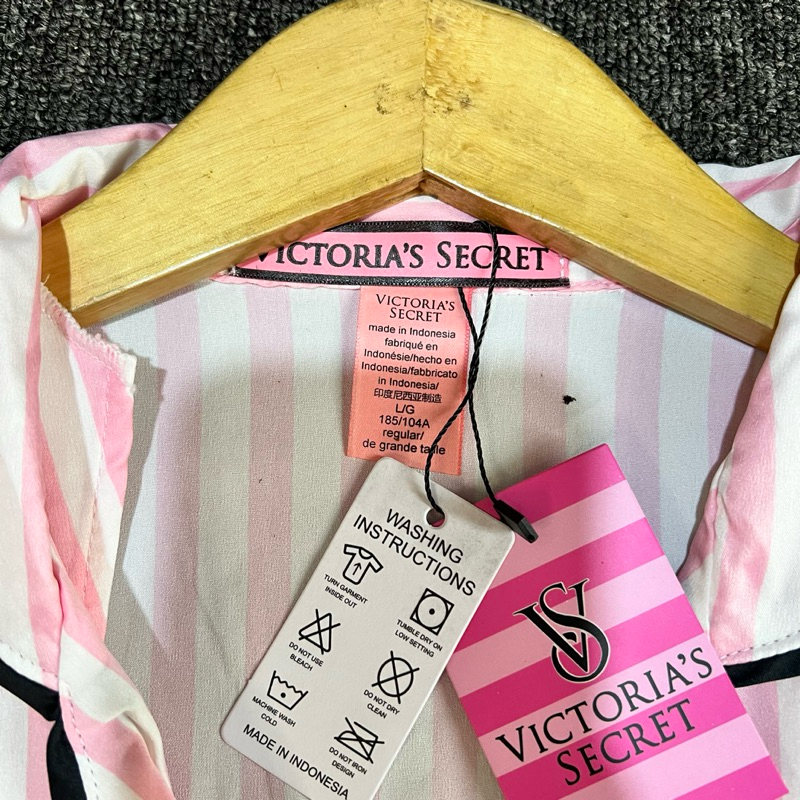 VICTORIA'S SECRET
VICTORIA'S
SECRET
made in Indonesia
fabriqué en
Indonésie/hecho en
Indonesia/fabbricato
in Indonesia/
印度尼西亚制造
L/G
185/104A
regular/
de grande taille
WASHING
INSTRUCTIONS
TURN GARMENT
INSIDE OUT
TUMBLE DRY ON
LOW SETTING
DO NOT USE
BLEACH
DO NOT DRY
CLEAN
MACHINE WASH
COLD
DO NOT IRON
DESIGN
MADE IN INDONESIA
VS
VICTORIA'S
SECRET